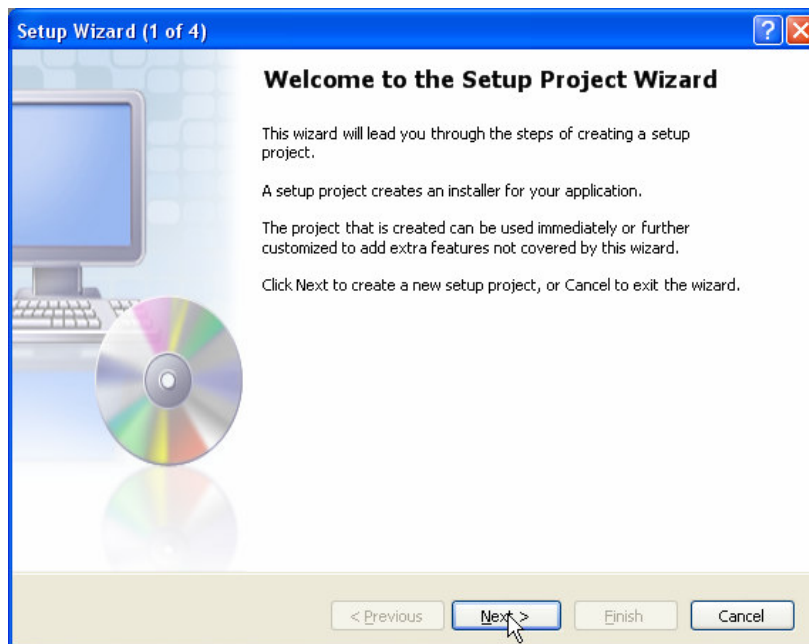 Setup Wizard (1 of 4)
Welcome to the Setup Project Wizard
This wizard will lead you through the steps of creating a setup
project.
A setup project creates an installer for your application.
The project that is created can be used immediately or further
customized to add extra features not covered by this wizard.
Click Next to create a new setup project, or Cancel to exit the wizard.
< Previous Next > Finish Cancel